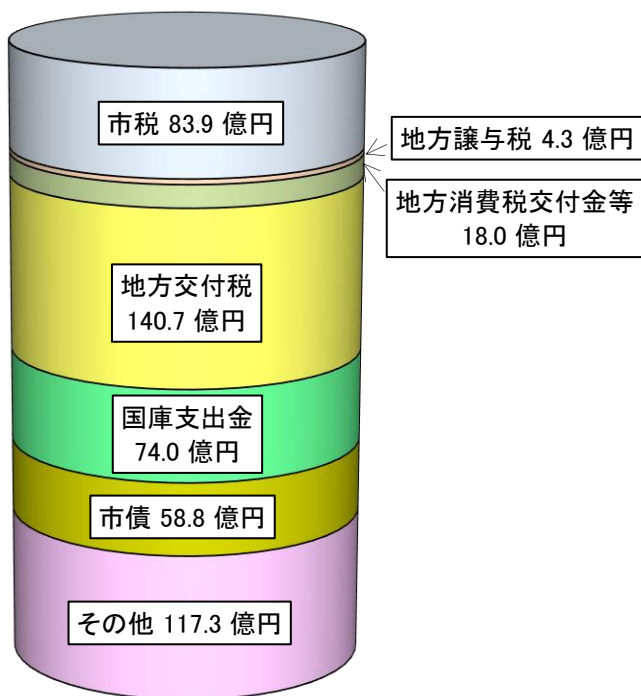 市税 83.9 億円
地方譲与税 4.3 億円
地方消費税交付金等
18.0 億円
地方交付税
140.7 億円
国庫支出金
74.0 億円
市債 58.8 億円
その他 117.3 億円